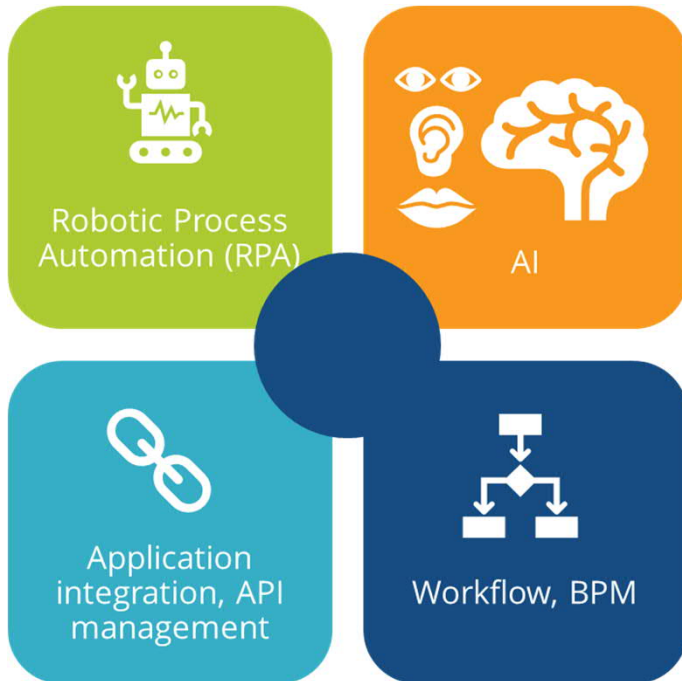 Robotic Process
Automation (RPA)
AI
Application
integration, API
management
Workflow, BPM